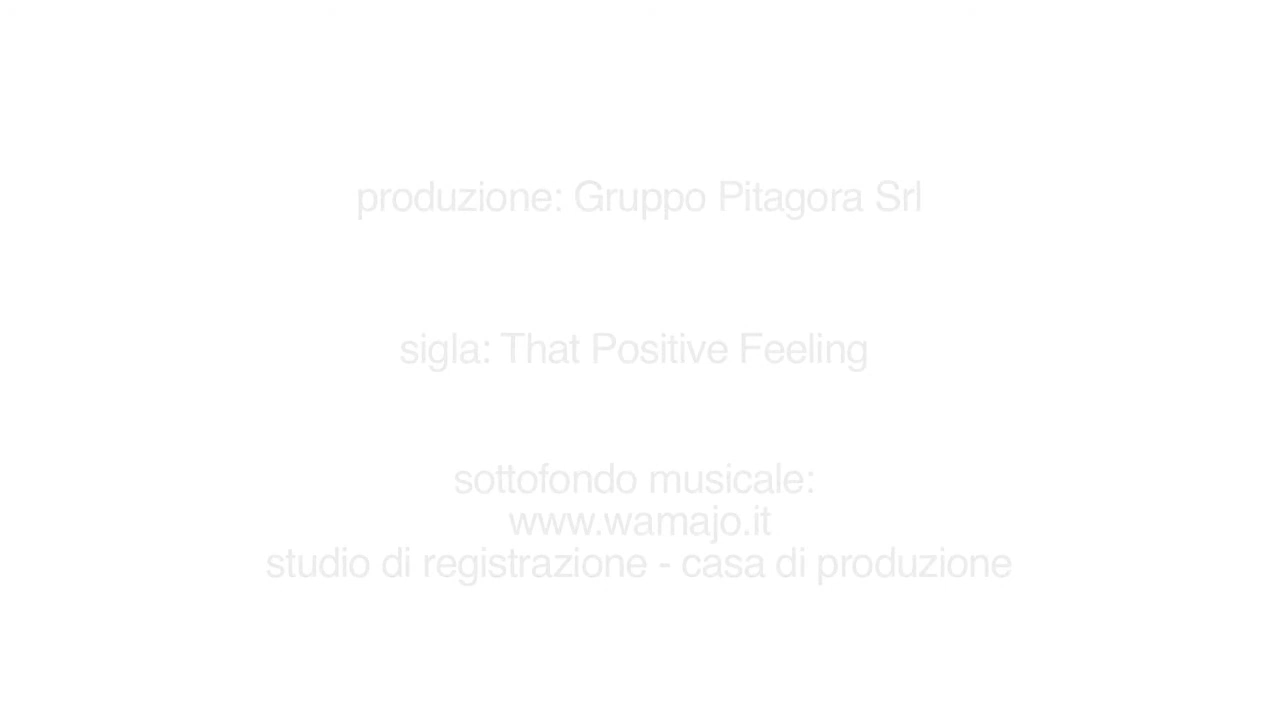 produzione: Gruppo Pitagora Srl
sigla: That Positive Feeling
sottofondo musicale:
www.wamajo.it
studio di registrazione - casa di produzione